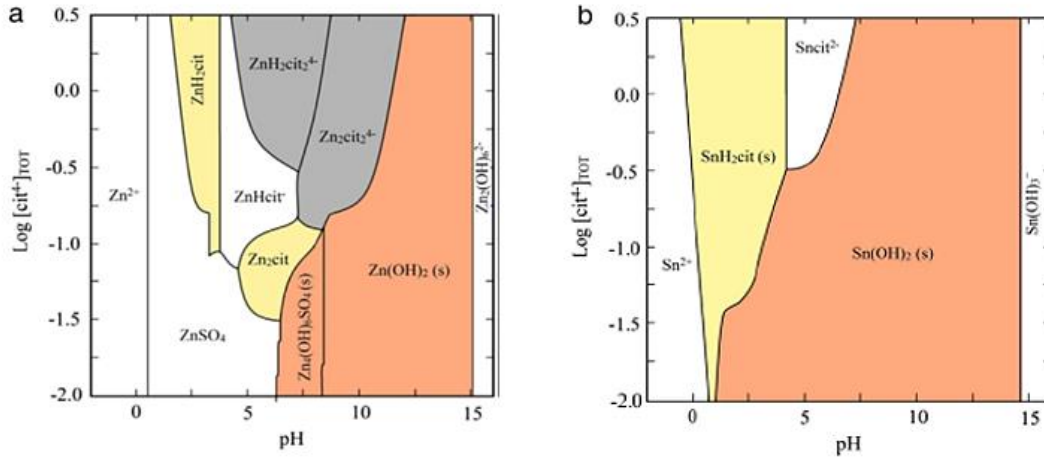 a
0.5
0.0
-0.5
-1.0
-1.5
-2.0
Log [cit⁴⁻]TOT
Zn²⁺
ZnH₂cit
ZnH₂cit₂⁴⁻
Zn₂cit₂⁴⁻
ZnHcit⁻
Zn₂cit
ZnSO₄
Zn₄(OH)₆SO₄ (s)
Zn(OH)₂ (s)
Zn₂(OH)₆²⁻
0 5 10 15
pH
b
0.5
0.0
-0.5
-1.0
-1.5
-2.0
Log [cit⁴⁻]TOT
Sncit²⁻
SnH₂cit (s)
Sn²⁺
Sn(OH)₂ (s)
Sn(OH)₃⁻
0 5 10 15
pH